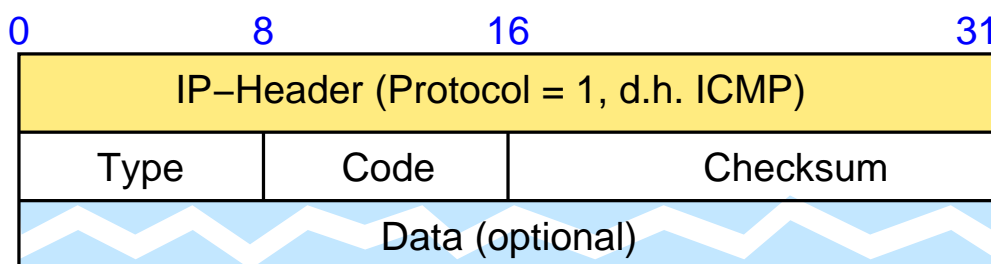 0 8 16 31
IP–Header (Protocol = 1, d.h. ICMP)
Type Code Checksum
Data (optional)